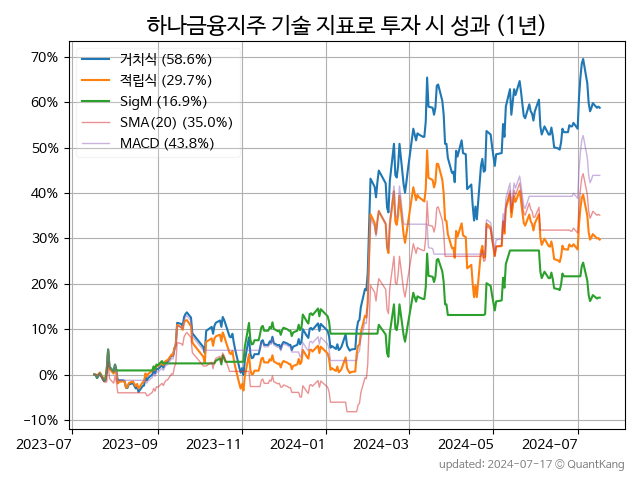 하나금융지주 기술 지표로 투자 시 성과 (1년)
거치식 (58.6%)
적립식 (29.7%)
SigM (16.9%)
SMA(20) (35.0%)
MACD (43.8%)
70%
60%
50%
40%
30%
20%
10%
0%
−10%
2023-07 2023-09 2023-11 2024-01 2024-03 2024-05 2024-07
updated: 2024-07-17 © QuantKang